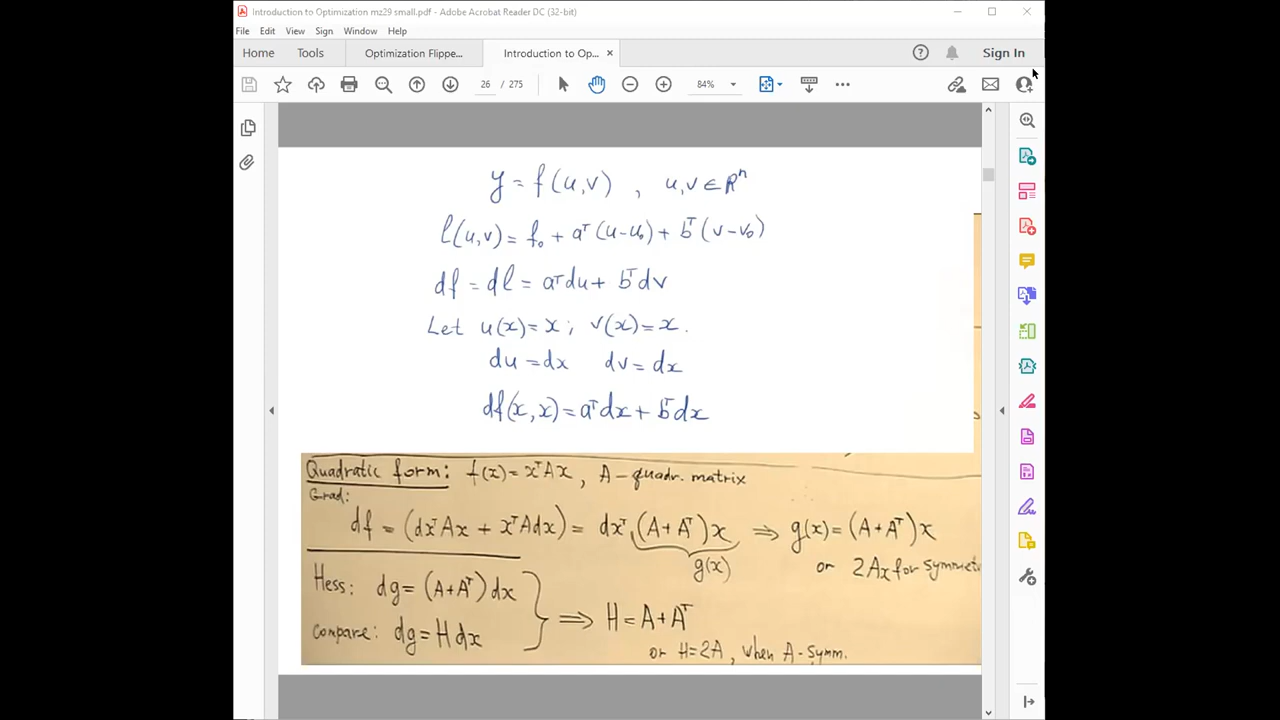 Introduction to Optimization mz29 small.pdf - Adobe Acrobat Reader DC (32-bit)
File Edit View Sign Window Help
Home Tools Optimization Flippe... Introduction to Op... × Sign In
26 / 275 84%
y = f(u,v) , u,v ∈ Rⁿ
l(u,v) = f₀ + aᵀ(u-u₀) + bᵀ(v-v₀)
df = dl = aᵀdu + bᵀdv
Let u(x) = x; v(x) = x.
du = dx dv = dx
df(x,x) = aᵀdx + bᵀdx
Quadratic form: f(x) = xᵀAx, A - quadr. matrix
Grad:
df = (dxᵀAx + xᵀAdx) = dxᵀ(A+Aᵀ)x ⟹ g(x) = (A+Aᵀ)x
g(x) or 2Ax for symmetr
Hess: dg = (A+Aᵀ)dx
⟹ H = A+Aᵀ
compare: dg = H dx
or H=2A, when A-symm.